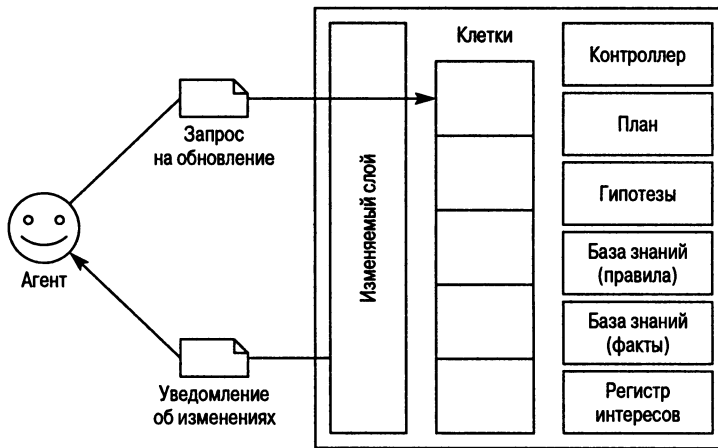 Запрос
на обновление
Агент
Уведомление
об изменениях
Изменяемый слой
Клетки
Контроллер
План
Гипотезы
База знаний
(правила)
База знаний
(факты)
Регистр
интересов